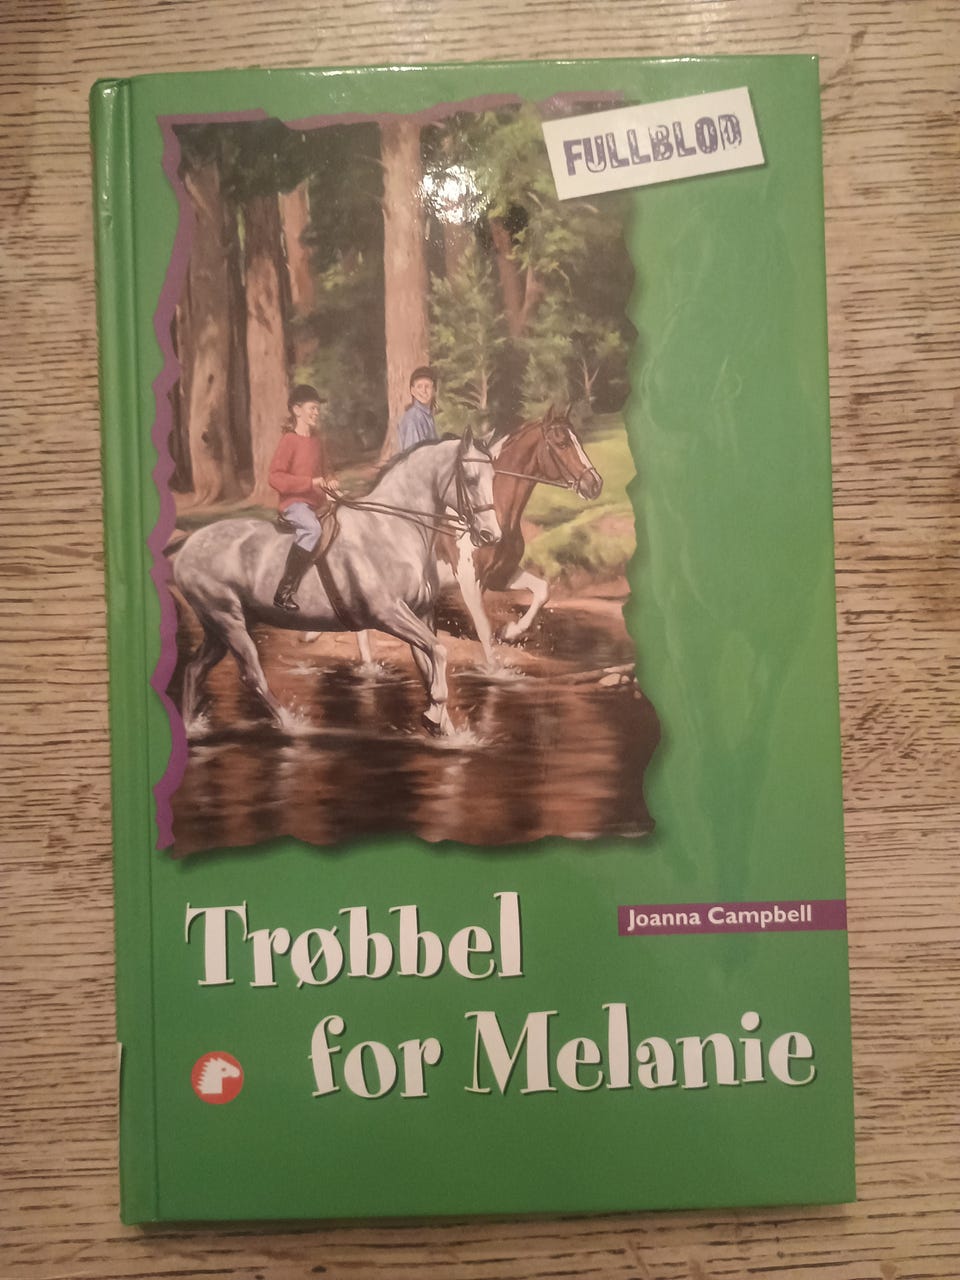 FULLBLOD
Joanna Campbell
Trøbbel
for Melanie